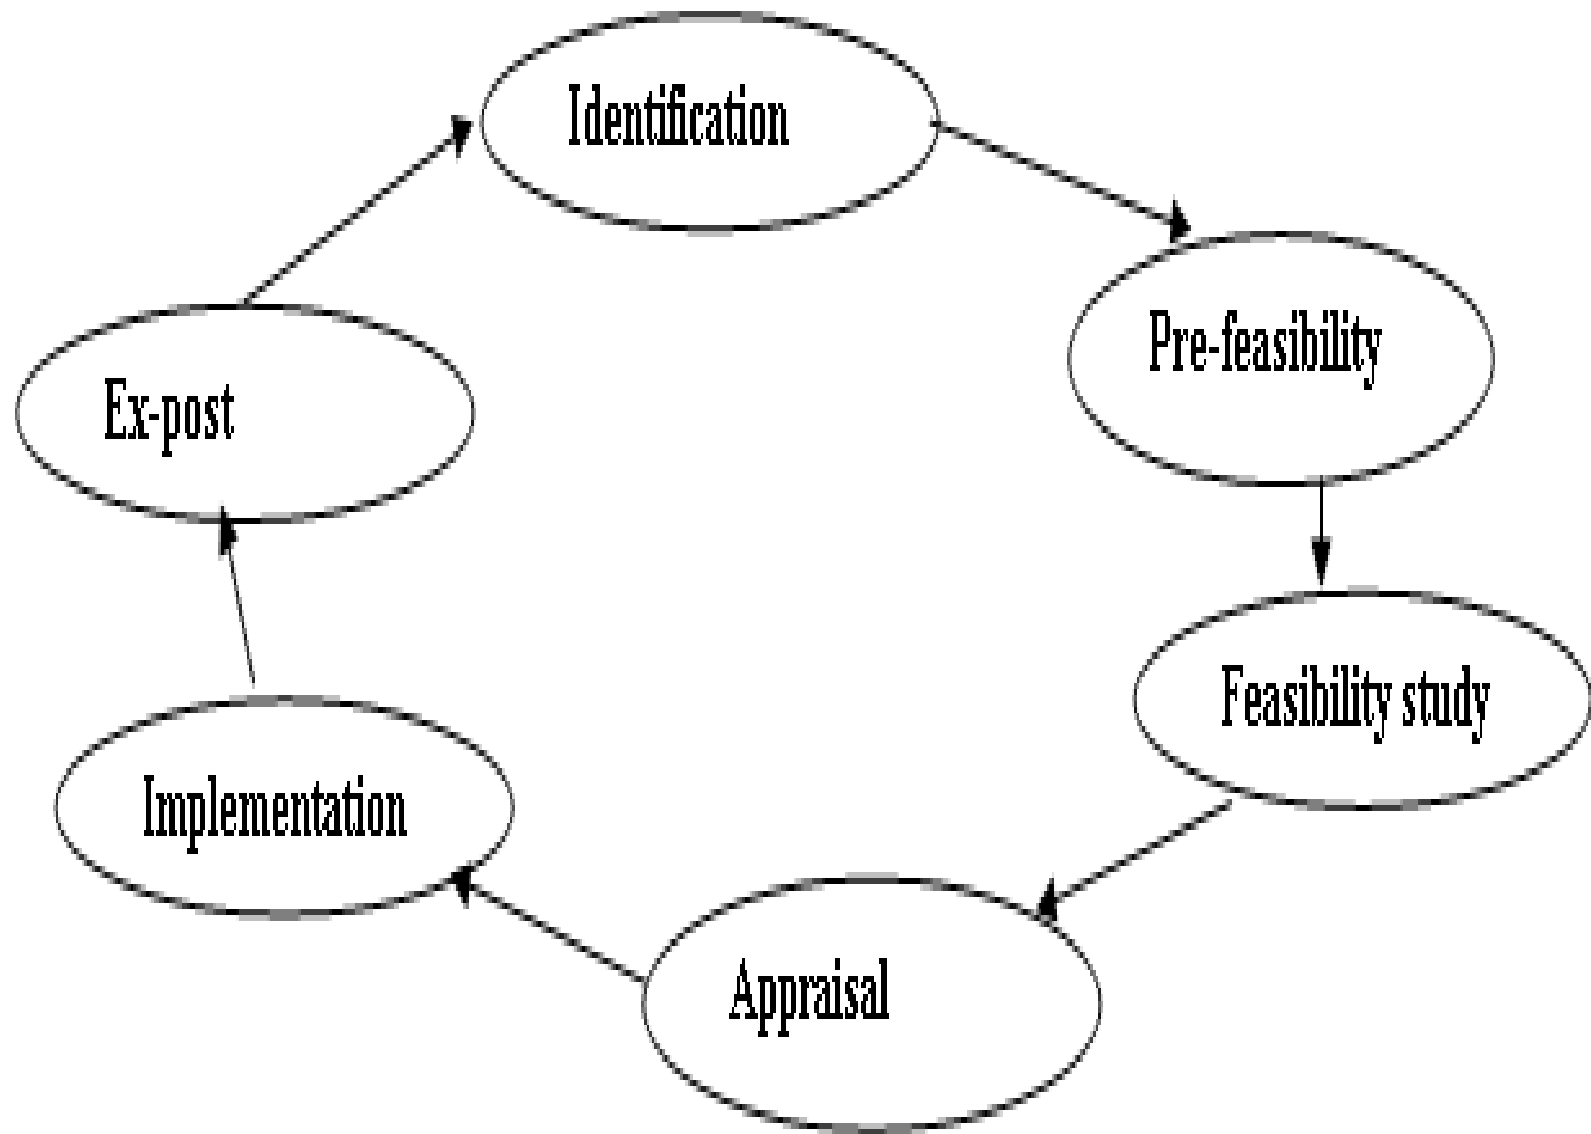 Identification
Pre-feasibility
Feasibility study
Appraisal
Implementation
Ex-post